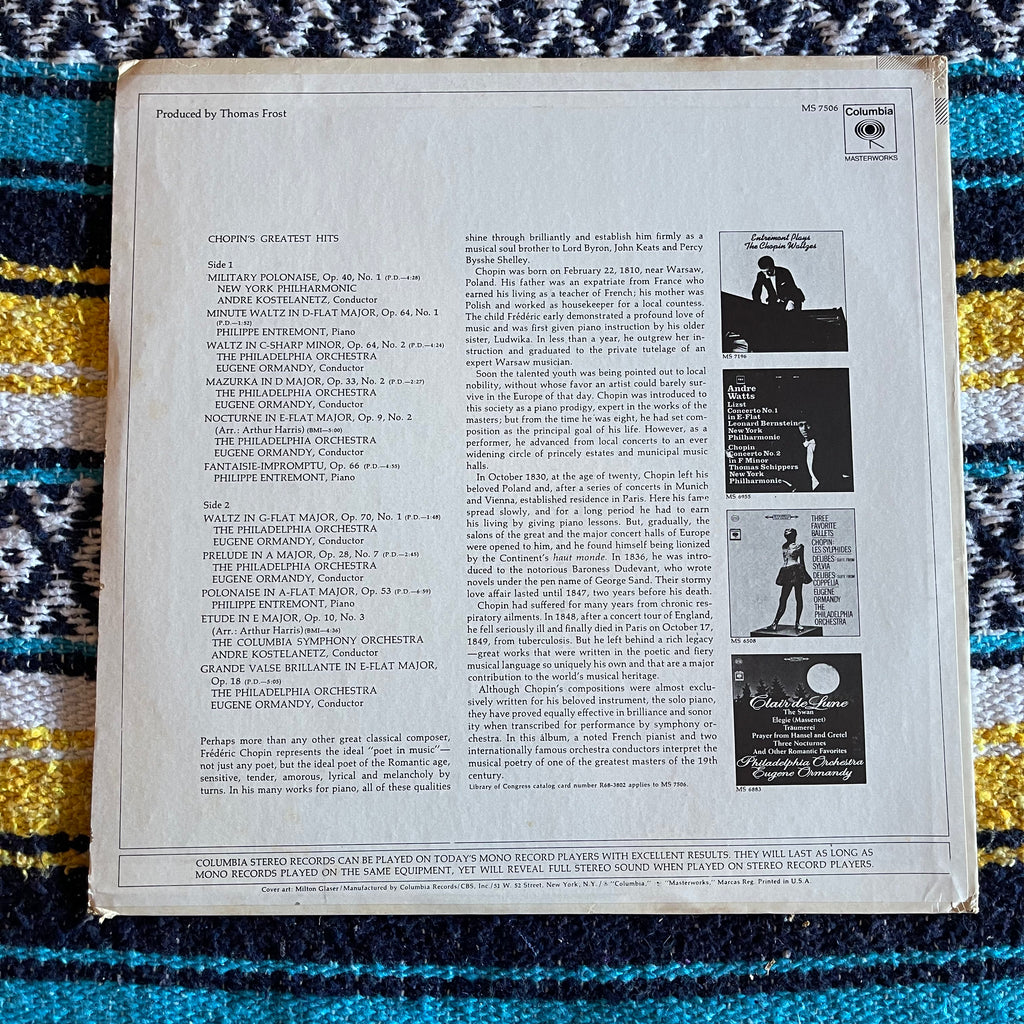 Produced by Thomas Frost
MS 7506
Columbia
MASTERWORKS
CHOPIN'S GREATEST HITS
Side 1
MILITARY POLONAISE, Op. 40, No. 1 (P.D.—4:28)
NEW YORK PHILHARMONIC
ANDRE KOSTELANETZ, Conductor
MINUTE WALTZ IN D-FLAT MAJOR, Op. 64, No. 1
(P.D.—1:52)
PHILIPPE ENTREMONT, Piano
WALTZ IN C-SHARP MINOR, Op. 64, No. 2 (P.D.—4:24)
THE PHILADELPHIA ORCHESTRA
EUGENE ORMANDY, Conductor
MAZURKA IN D MAJOR, Op. 33, No. 2 (P.D.—2:27)
THE PHILADELPHIA ORCHESTRA
EUGENE ORMANDY, Conductor
NOCTURNE IN E-FLAT MAJOR, Op. 9, No. 2
(Arr.: Arthur Harris) (BMI—5:00)
THE PHILADELPHIA ORCHESTRA
EUGENE ORMANDY, Conductor
FANTAISIE-IMPROMPTU, Op. 66 (P.D.—4:55)
PHILIPPE ENTREMONT, Piano
Side 2
WALTZ IN G-FLAT MAJOR, Op. 70, No. 1 (P.D.—1:48)
THE PHILADELPHIA ORCHESTRA
EUGENE ORMANDY, Conductor
PRELUDE IN A MAJOR, Op. 28, No. 7 (P.D.—2:45)
THE PHILADELPHIA ORCHESTRA
EUGENE ORMANDY, Conductor
POLONAISE IN A-FLAT MAJOR, Op. 53 (P.D.—6:59)
PHILIPPE ENTREMONT, Piano
ETUDE IN E MAJOR, Op. 10, No. 3
(Arr.: Arthur Harris) (BMI—4:36)
THE COLUMBIA SYMPHONY ORCHESTRA
ANDRE KOSTELANETZ, Conductor
GRANDE VALSE BRILLANTE IN E-FLAT MAJOR,
Op. 18 (P.D.—5:05)
THE PHILADELPHIA ORCHESTRA
EUGENE ORMANDY, Conductor
Perhaps more than any other great classical composer,
Frédéric Chopin represents the ideal "poet in music"—
not just any poet, but the ideal poet of the Romantic age,
sensitive, tender, amorous, lyrical and melancholy by
turns. In his many works for piano, all of these qualities
shine through brilliantly and establish him firmly as a
musical soul brother to Lord Byron, John Keats and Percy
Bysshe Shelley.
Chopin was born on February 22, 1810, near Warsaw,
Poland. His father was an expatriate from France who
earned his living as a teacher of French; his mother was
Polish and worked as housekeeper for a local countess.
The child Frédéric early demonstrated a profound love of
music and was first given piano instruction by his older
sister, Ludwika. In less than a year, he outgrew her in-
struction and graduated to the private tutelage of an
expert Warsaw musician.
Soon the talented youth was being pointed out to local
nobility, without whose favor an artist could barely sur-
vive in the Europe of that day. Chopin was introduced to
this society as a piano prodigy, expert in the works of the
masters; but from the time he was eight, he had set com-
position as the principal goal of his life. However, as a
performer, he advanced from local concerts to an ever
widening circle of princely estates and municipal music
halls.
In October 1830, at the age of twenty, Chopin left his
beloved Poland and, after a series of concerts in Munich
and Vienna, established residence in Paris. Here his fame
spread slowly, and for a long period he had to earn
his living by giving piano lessons. But, gradually, the
salons of the great and the major concert halls of Europe
were opened to him, and he found himself being lionized
by the Continent's haut monde. In 1836, he was intro-
duced to the notorious Baroness Dudevant, who wrote
novels under the pen name of George Sand. Their stormy
love affair lasted until 1847, two years before his death.
Chopin had suffered for many years from chronic res-
piratory ailments. In 1848, after a concert tour of England,
he fell seriously ill and finally died in Paris on October 17,
1849, from tuberculosis. But he left behind a rich legacy
—great works that were written in the poetic and fiery
musical language so uniquely his own and that are a major
contribution to the world's musical heritage.
Although Chopin's compositions were almost exclu-
sively written for his beloved instrument, the solo piano,
they have proved equally effective in brilliance and sonor
ity when transcribed for performance by symphony or-
chestra. In this album, a noted French pianist and two
internationally famous orchestra conductors interpret the
musical poetry of one of the greatest masters of the 19th
century.
Library of Congress catalog card number R68-3802 applies to MS 7506.
Entremont Plays
The Chopin Waltzes
MS 7196
Andre
Watts
Lizst
Concerto No. 1
in E-Flat
Leonard Bernstein
New York
Philharmonic
Chopin
Concerto No. 2
in F Minor
Thomas Schippers
New York
Philharmonic
MS 6955
THREE
FAVORITE
BALLETS
CHOPIN:
LES SYLPHIDES
DELIBES: SUITE FROM
SYLVIA
DELIBES: SUITE FROM
COPPELIA
EUGENE
ORMANDY
THE
PHILADELPHIA
ORCHESTRA
MS 6508
Clair de Lune
The Swan
Elegie (Massenet)
Träumerei
Prayer from Hansel and Gretel
Three Nocturnes
And Other Romantic Favorites
Philadelphia Orchestra
Eugene Ormandy
MS 6883
COLUMBIA STEREO RECORDS CAN BE PLAYED ON TODAY'S MONO RECORD PLAYERS WITH EXCELLENT RESULTS. THEY WILL LAST AS LONG AS
MONO RECORDS PLAYED ON THE SAME EQUIPMENT, YET WILL REVEAL FULL STEREO SOUND WHEN PLAYED ON STEREO RECORD PLAYERS.
Cover art: Milton Glaser/Manufactured by Columbia Records/CBS, Inc./51 W. 52 Street, New York, N.Y./ "Columbia," "Masterworks," Marcas Reg. Printed in U.S.A.